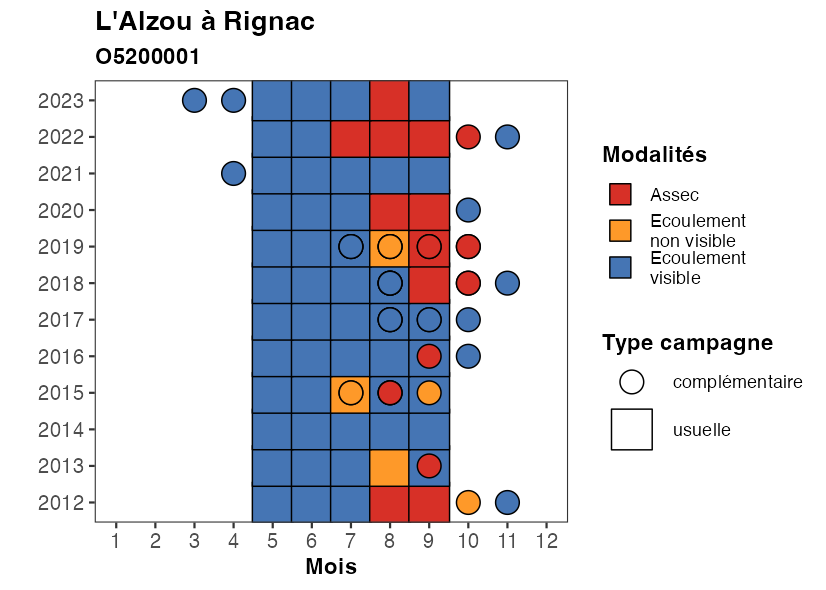 L'Alzou à Rignac
O5200001
2023
2022
2021
2020
2019
2018
2017
2016
2015
2014
2013
2012
1 2 3 4 5 6 7 8 9 10 11 12
Mois
Modalités
Assec
Ecoulement
non visible
Ecoulement
visible
Type campagne
complémentaire
usuelle